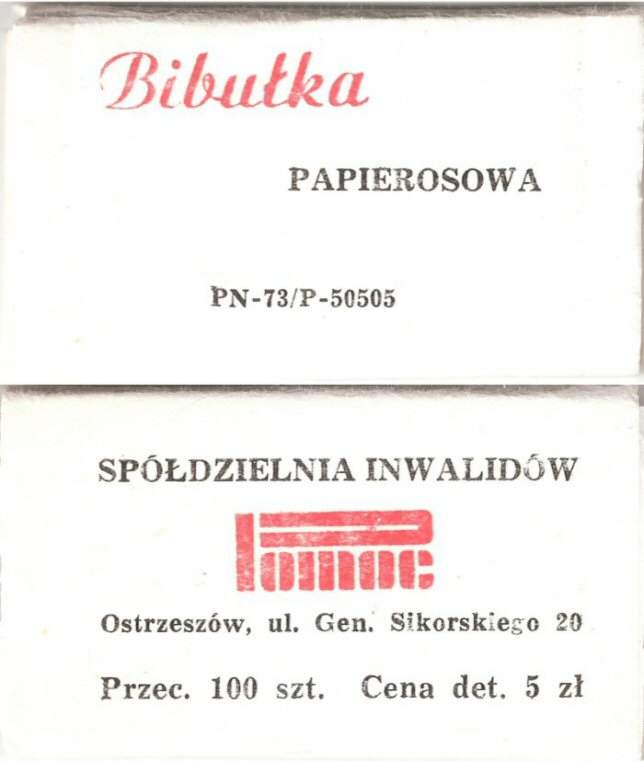 Bibułka
PAPIEROSOWA
PN-73/P-50505
SPÓŁDZIELNIA INWALIDÓW
Pomoc
Ostrzeszów, ul. Gen. Sikorskiego 20
Przec. 100 szt. Cena det. 5 zł